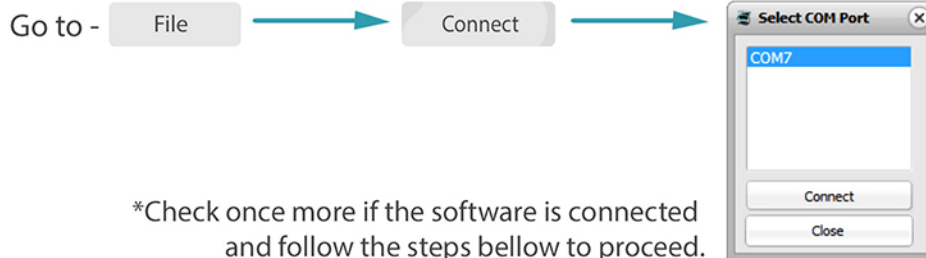 Go to - File Connect Select COM Port
COM7
Connect
Close
*Check once more if the software is connected
and follow the steps bellow to proceed.